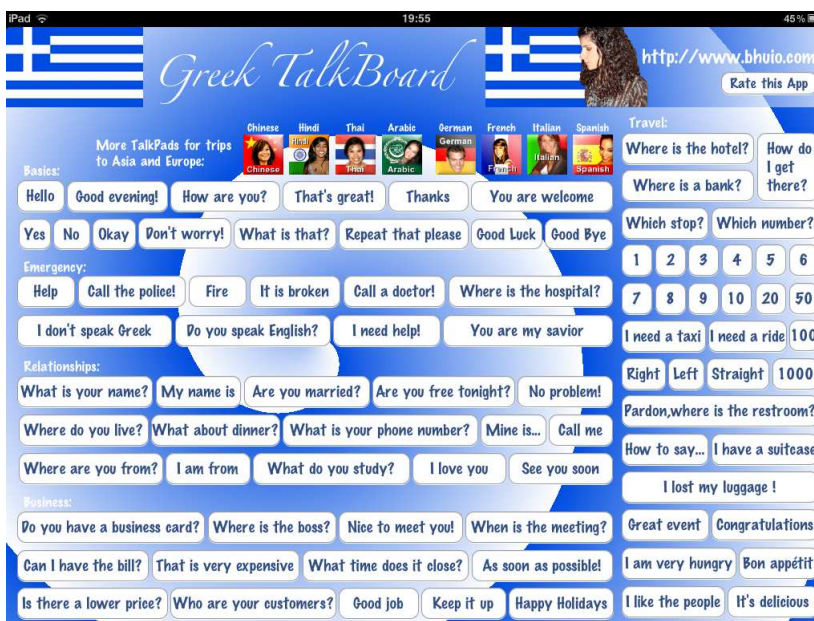 iPad 19:55 45%
Greek TalkBoard
http://www.bhuio.com
Rate this App
More TalkPads for trips
to Asia and Europe:
Chinese Hindi Thai Arabic German French Italian Spanish
Hindi German
Chinese Thai Arabic French Italian Spanish
Basics:
Hello Good evening! How are you? That's great! Thanks You are welcome
Yes No Okay Don't worry! What is that? Repeat that please Good Luck Good Bye
Emergency:
Help Call the police! Fire It is broken Call a doctor! Where is the hospital?
I don't speak Greek Do you speak English? I need help! You are my savior
Relationships:
What is your name? My name is Are you married? Are you free tonight? No problem!
Where do you live? What about dinner? What is your phone number? Mine is... Call me
Where are you from? I am from What do you study? I love you See you soon
Business:
Do you have a business card? Where is the boss? Nice to meet you! When is the meeting?
Can I have the bill? That is very expensive What time does it close? As soon as possible!
Is there a lower price? Who are your customers? Good job Keep it up Happy Holidays
Travel:
Where is the hotel?
Where is a bank?
How do
I get
there?
Which stop? Which number?
1 2 3 4 5 6
7 8 9 10 20 50
I need a taxi I need a ride 100
Right Left Straight 1000
Pardon,where is the restroom?
How to say... I have a suitcase
I lost my luggage !
Great event Congratulations
I am very hungry Bon appétit
I like the people It's delicious